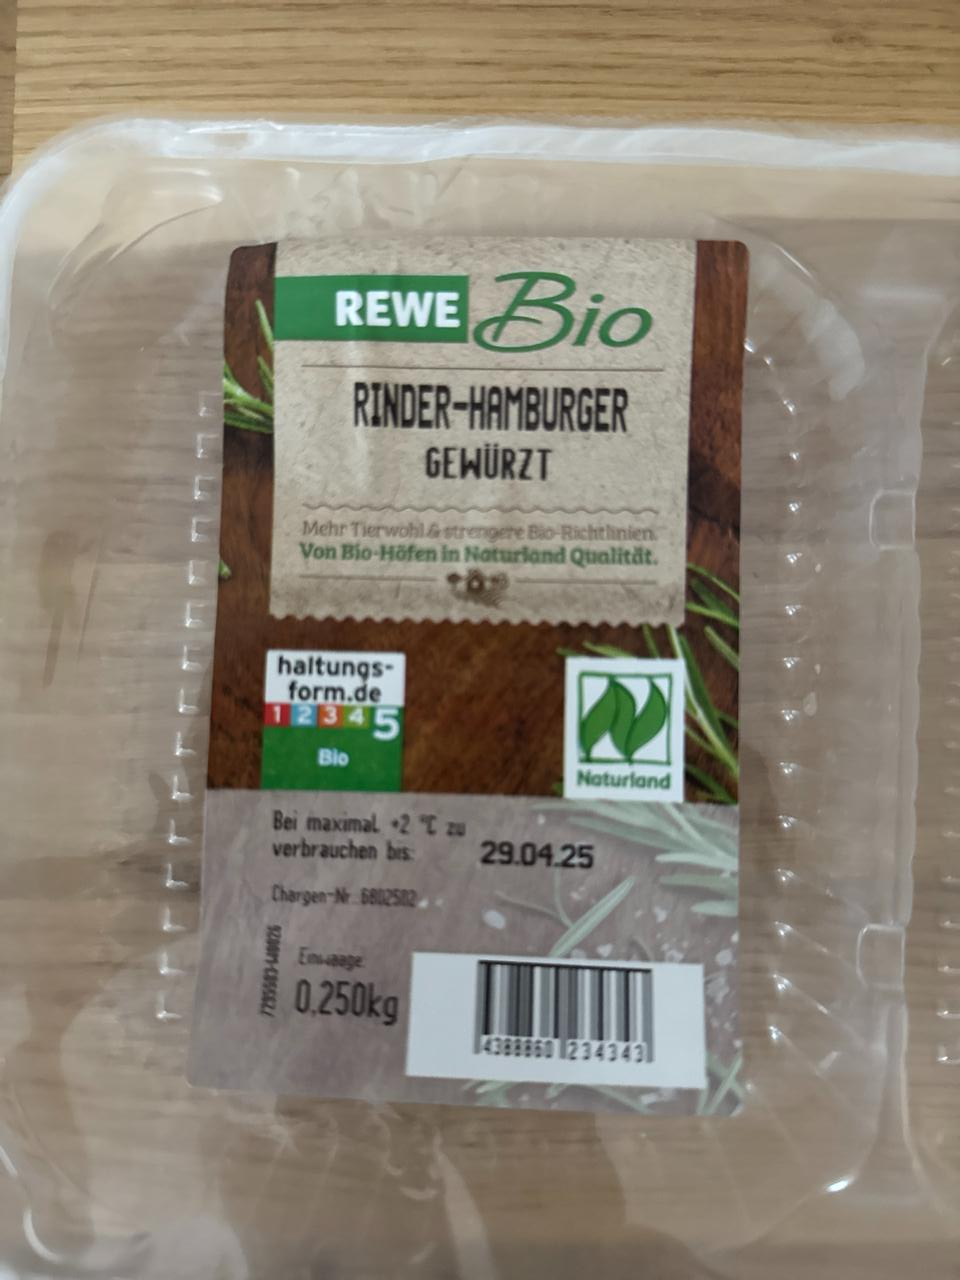 REWE Bio
RINDER-HAMBURGER
GEWÜRZT
Mehr Tierwohl & strengere Bio-Richtlinien.
Von Bio-Höfen in Naturland Qualität.
haltungs-
form.de
1 2 3 4 5
Bio
Naturland
Bei maximal +2 °C zu
verbrauchen bis: 29.04.25
Chargen-Nr.:6802502
Einwaage:
0,250kg
4388860 234343